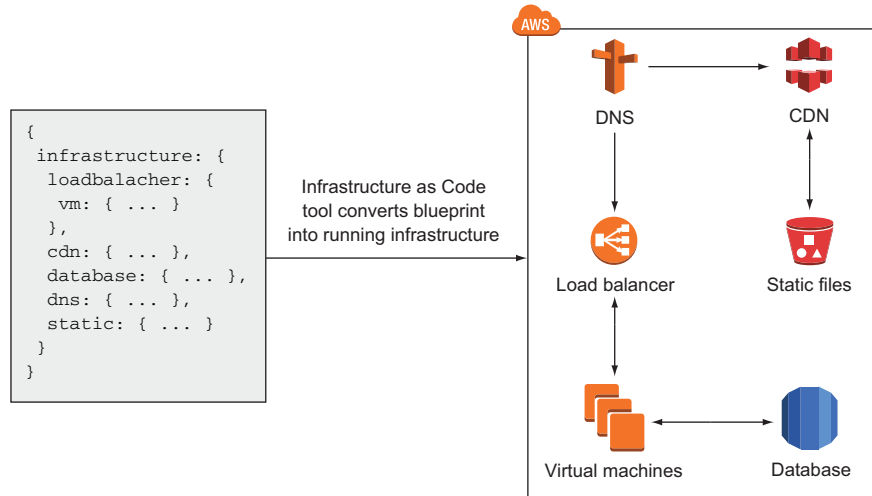 {
infrastructure: {
loadbalacher: {
vm: { ... }
},
cdn: { ... },
database: { ... },
dns: { ... },
static: { ... }
}
}
Infrastructure as Code
tool converts blueprint
into running infrastructure
AWS
DNS
CDN
Load balancer
Static files
Virtual machines
Database